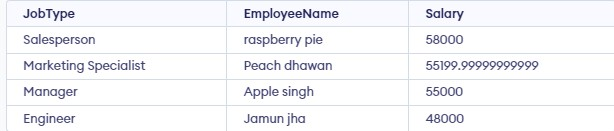 JobType EmployeeName Salary
Salesperson raspberry pie 58000
Marketing Specialist Peach dhawan 55199.99999999999
Manager Apple singh 55000
Engineer Jamun jha 48000